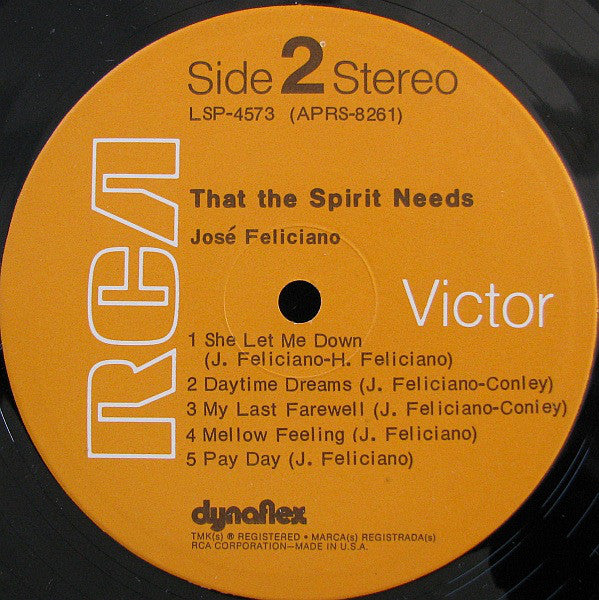 Side 2 Stereo
LSP-4573 (APRS-8261)
RCA
That the Spirit Needs
José Feliciano
Victor
1 She Let Me Down
(J. Feliciano-H. Feliciano)
2 Daytime Dreams (J. Feliciano-Conley)
3 My Last Farewell (J. Feliciano-Coniey)
4 Mellow Feeling (J. Feliciano)
5 Pay Day (J. Feliciano)
dynaflex
TMK(s) ® REGISTERED • MARCA(s) REGISTRADA(s)
RCA CORPORATION—MADE IN U.S.A.